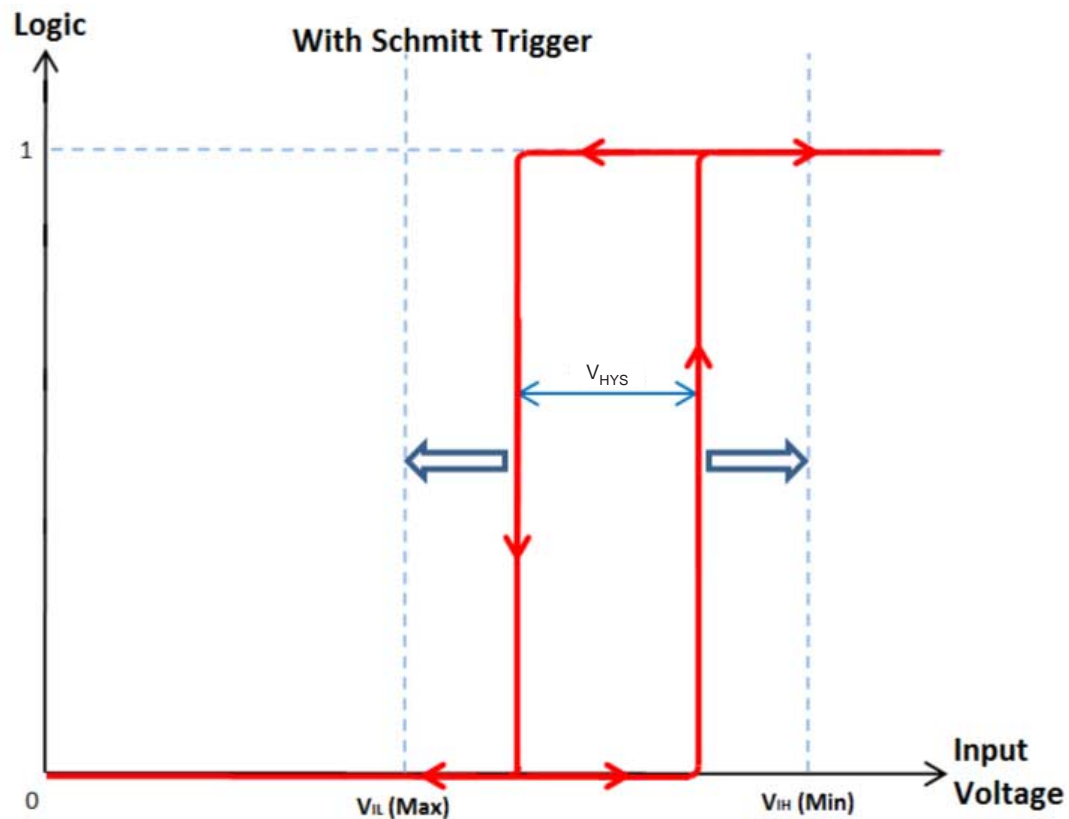 Logic
With Schmitt Trigger
1
VHYS
0
VIL (Max)
VIH (Min)
Input
Voltage